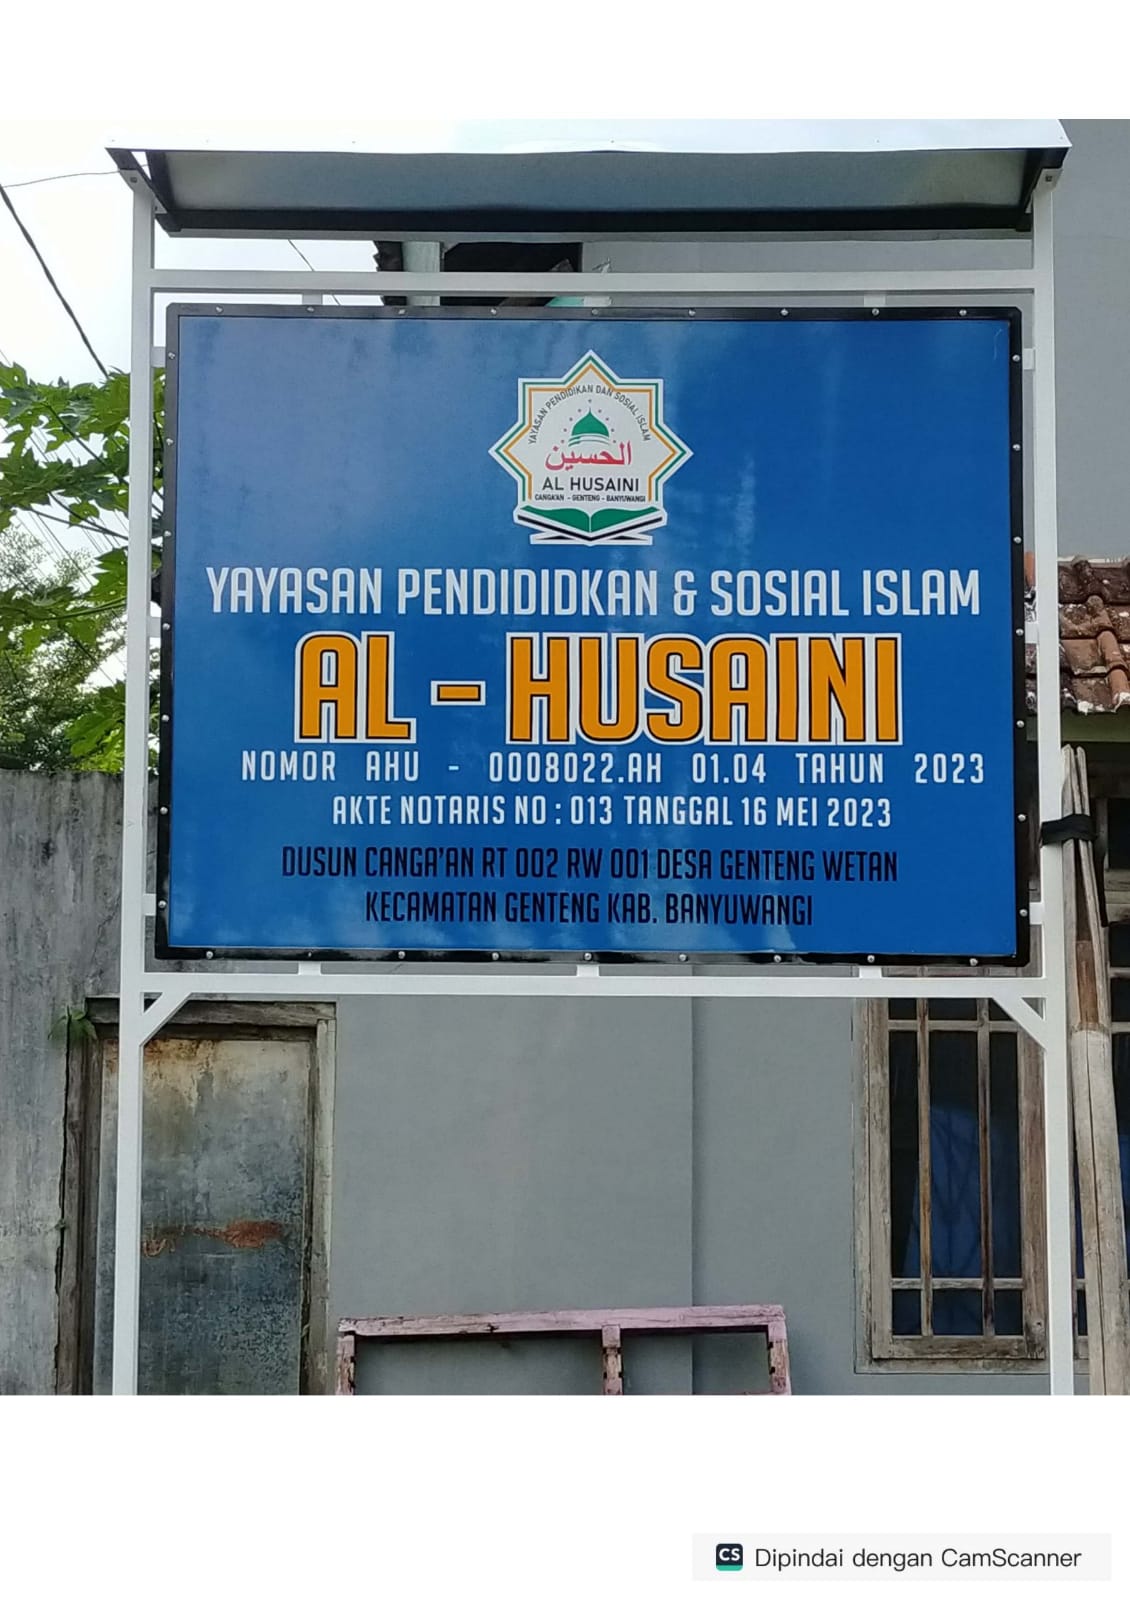 YAYASAN PENDIDIKAN DAN SOSIAL ISLAM
الحسين
AL HUSAINI
CANGA'AN - GENTENG - BANYUWANGI
YAYASAN PENDIDIDKAN & SOSIAL ISLAM
AL - HUSAINI
NOMOR AHU - 0008022.AH 01.04 TAHUN 2023
AKTE NOTARIS NO : 013 TANGGAL 16 MEI 2023
DUSUN CANGA'AN RT 002 RW 001 DESA GENTENG WETAN
KECAMATAN GENTENG KAB. BANYUWANGI
CS Dipindai dengan CamScanner